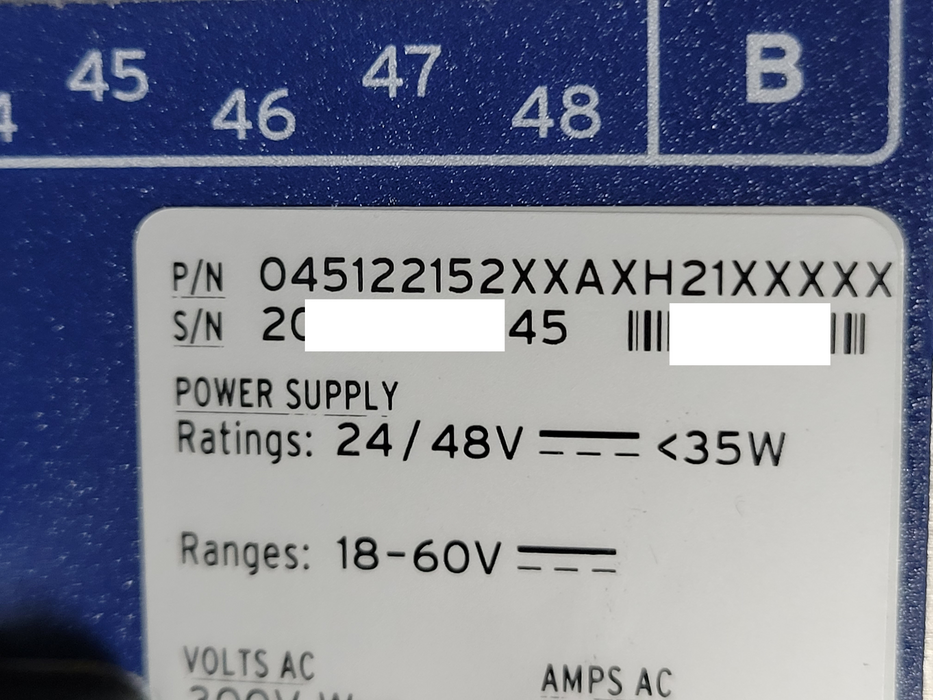 45 46 47 48 B
P/N 045122152XXAXH21XXXXX
S/N 20 45
POWER SUPPLY
Ratings: 24/48V <35W
Ranges: 18-60V
VOLTS AC AMPS AC